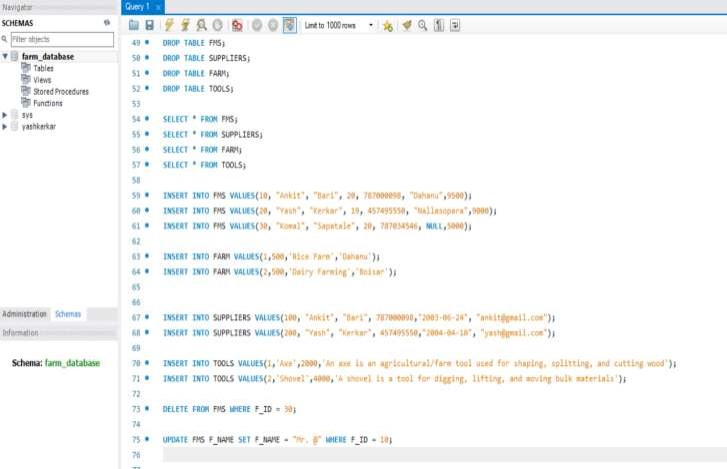 Navigator
Query 1
SCHEMAS
Filter objects
Limit to 1000 rows
farm_database
Tables
Views
Stored Procedures
Functions
sys
yashkerkar
49 DROP TABLE FMS;
50 DROP TABLE SUPPLIERS;
51 DROP TABLE FARM;
52 DROP TABLE TOOLS;
53
54 SELECT * FROM FMS;
55 SELECT * FROM SUPPLIERS;
56 SELECT * FROM FARM;
57 SELECT * FROM TOOLS;
58
59 INSERT INTO FMS VALUES(10, "Ankit", "Bari", 20, 787000098, "Dahanu",9500);
60 INSERT INTO FMS VALUES(20, "Yash", "Kerkar", 19, 457495550, "Nallasopara",9000);
61 INSERT INTO FMS VALUES(30, "Komal", "Sapatale", 20, 787034546, NULL,5000);
62
63 INSERT INTO FARM VALUES(1,500,'Rice Farm','Dahanu');
64 INSERT INTO FARM VALUES(2,500,'Dairy Farming','Boisar');
65
66
67 INSERT INTO SUPPLIERS VALUES(100, "Ankit", "Bari", 787000098,"2003-06-24", "ankit@gmail.com");
68 INSERT INTO SUPPLIERS VALUES(200, "Yash", "Kerkar", 457495550,"2004-04-10", "yash@gmail.com");
69
70 INSERT INTO TOOLS VALUES(1,'Axe',2000,'An axe is an agricultural/farm tool used for shaping, splitting, and cutting wood');
71 INSERT INTO TOOLS VALUES(2,'Shovel',4000,'A shovel is a tool for digging, lifting, and moving bulk materials');
72
73 DELETE FROM FMS WHERE F_ID = 30;
74
75 UPDATE FMS F_NAME SET F_NAME = "Mr. @" WHERE F_ID = 10;
76
Administration Schemas
Information
Schema: farm_database